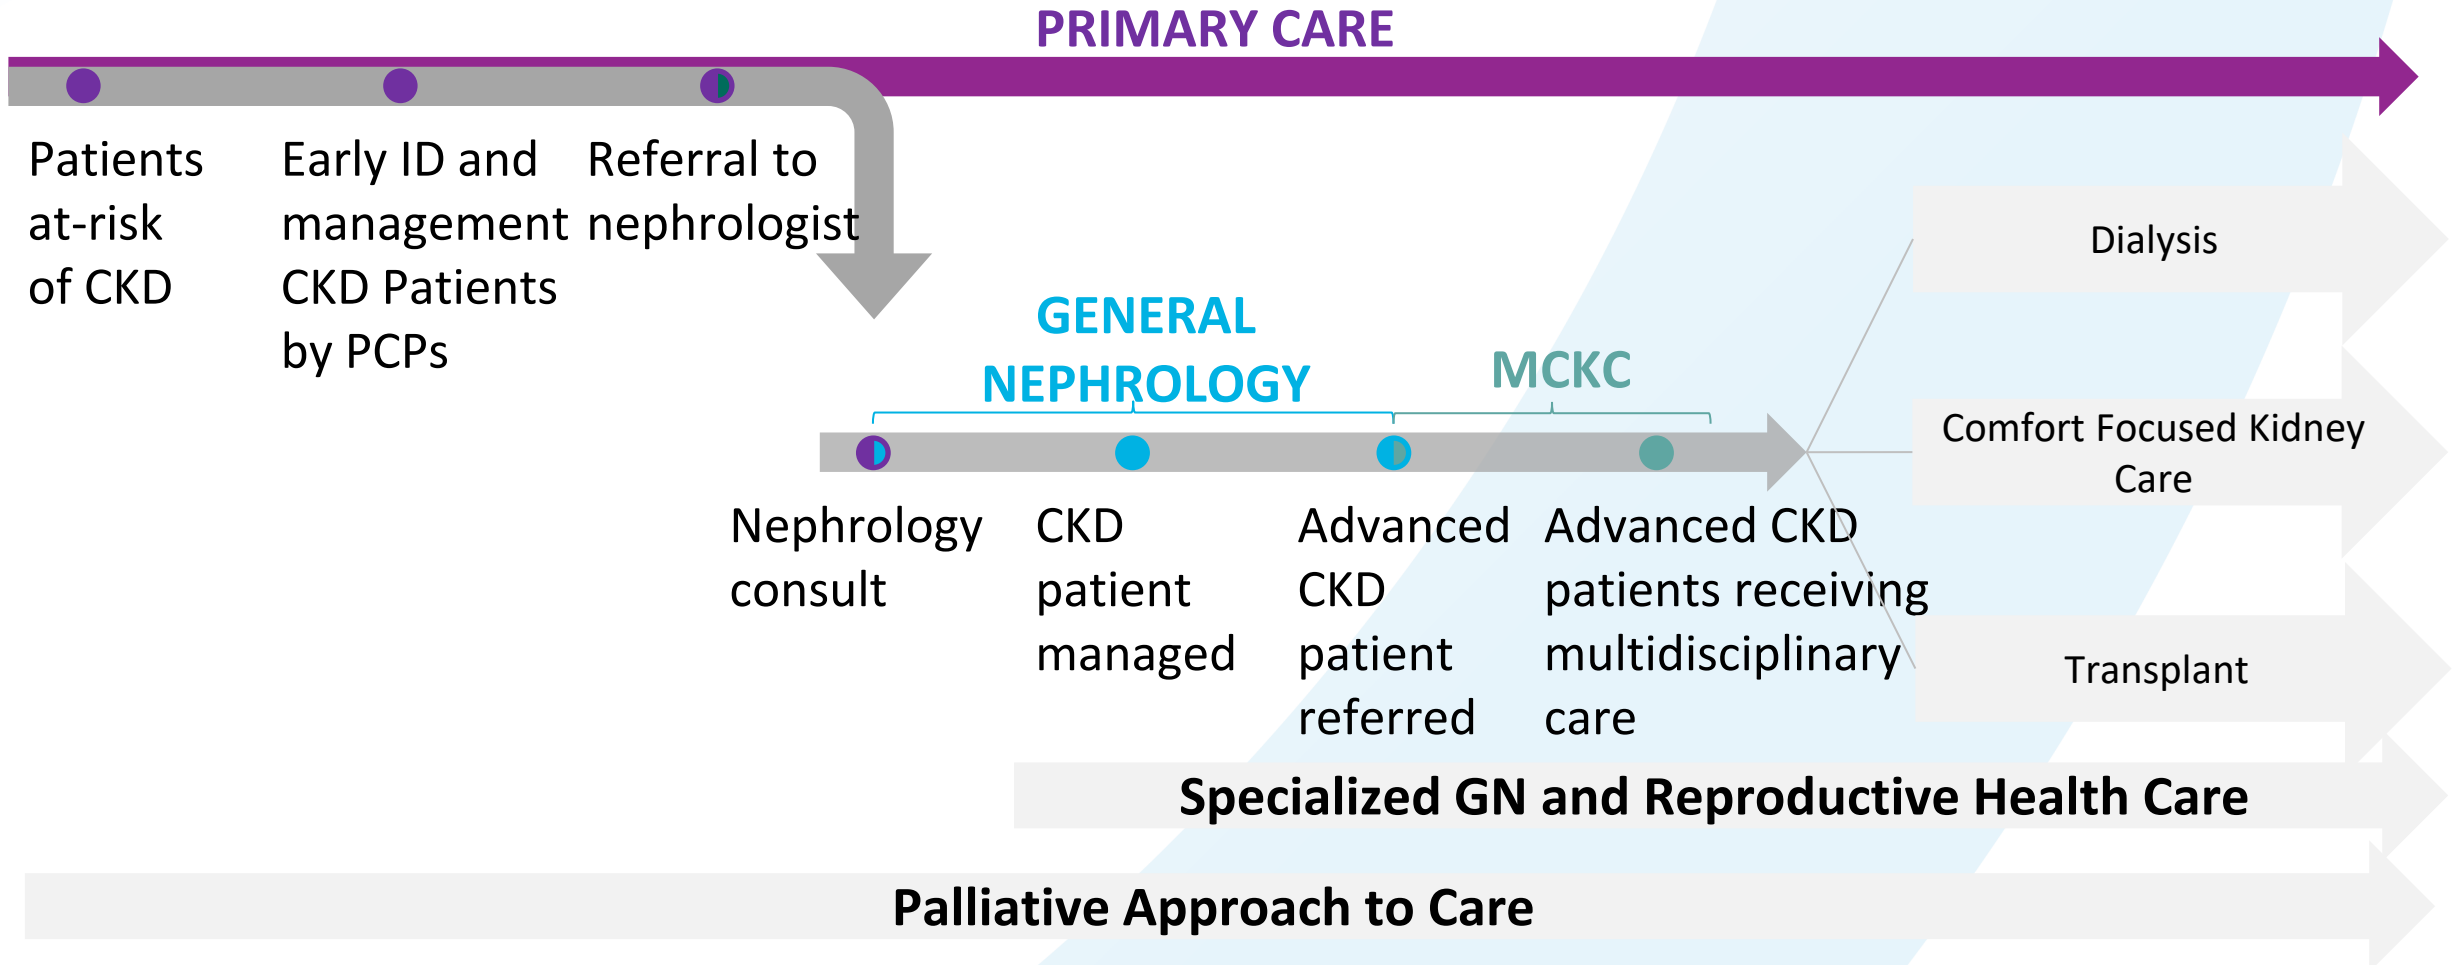 PRIMARY CARE
Patients
at-risk
of CKD
Early ID and
management
CKD Patients
by PCPs
Referral to
nephrologist
GENERAL
NEPHROLOGY
MCKC
Nephrology
consult
CKD
patient
managed
Advanced
CKD
patient
referred
Advanced CKD
patients receiving
multidisciplinary
care
Dialysis
Comfort Focused Kidney
Care
Transplant
Specialized GN and Reproductive Health Care
Palliative Approach to Care